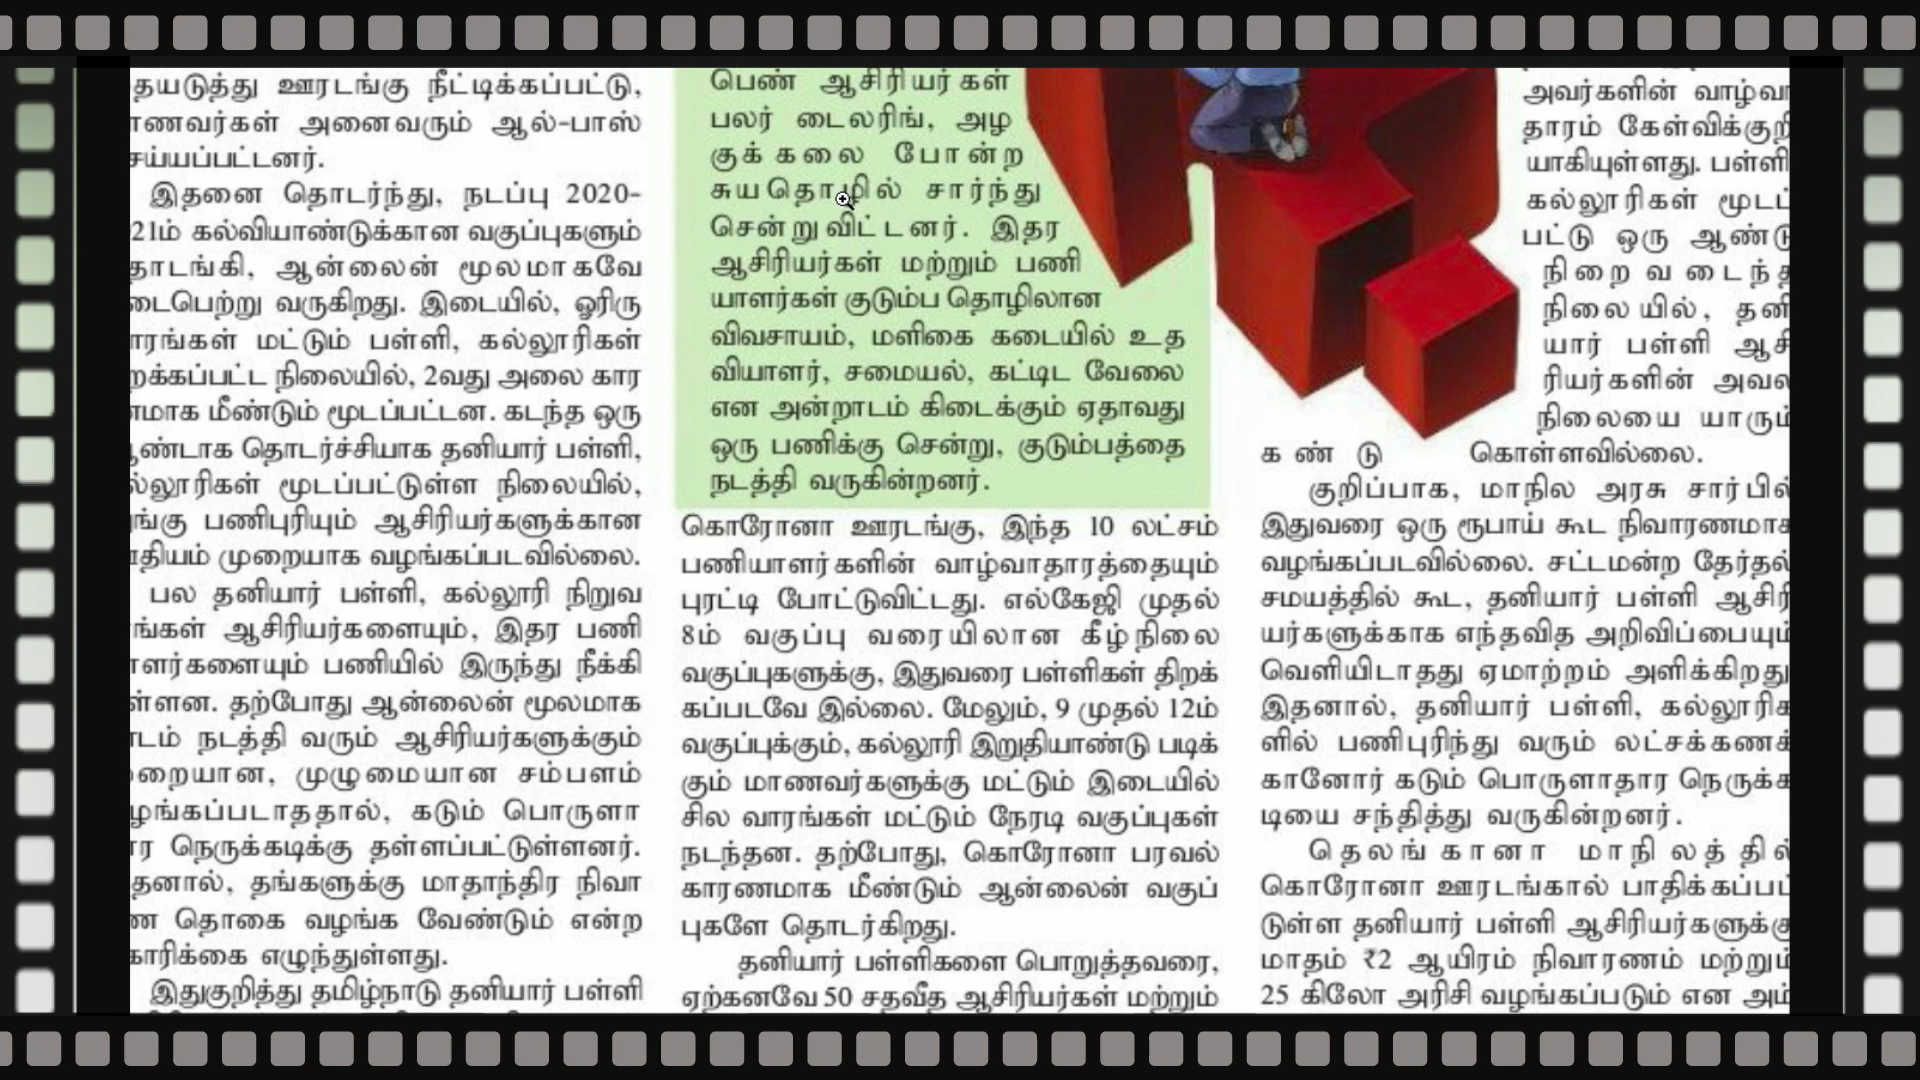 தயடுத்து ஊரடங்கு நீட்டிக்கப்பட்டு,
ாணவர்கள் அனைவரும் ஆல்-பாஸ்
சய்யப்பட்டனர்.
இதனை தொடர்ந்து, நடப்பு 2020-
21ம் கல்வியாண்டுக்கான வகுப்புகளும்
தாடங்கி, ஆன்லைன் மூலமாகவே
டைபெற்று வருகிறது. இடையில், ஓரிரு
ாரங்கள் மட்டும் பள்ளி, கல்லூரிகள்
றக்கப்பட்ட நிலையில், 2வது அலை கார
ணமாக மீண்டும் மூடப்பட்டன. கடந்த ஒரு
ஆண்டாக தொடர்ச்சியாக தனியார் பள்ளி,
ல்லூரிகள் மூடப்பட்டுள்ள நிலையில்,
ங்கு பணிபுரியும் ஆசிரியர்களுக்கான
தியம் முறையாக வழங்கப்படவில்லை.
பல தனியார் பள்ளி, கல்லூரி நிறுவ
ங்கள் ஆசிரியர்களையும், இதர பணி
ாளர்களையும் பணியில் இருந்து நீக்கி
ள்ளன. தற்போது ஆன்லைன் மூலமாக
டம் நடத்தி வரும் ஆசிரியர்களுக்கும்
றையான, முழுமையான சம்பளம்
ழங்கப்படாததால், கடும் பொருளா
ார நெருக்கடிக்கு தள்ளப்பட்டுள்ளனர்.
தனால், தங்களுக்கு மாதாந்திர நிவா
ண தொகை வழங்க வேண்டும் என்ற
காரிக்கை எழுந்துள்ளது.
இதுகுறித்து தமிழ்நாடு தனியார் பள்ளி
பெண் ஆசிரியர்கள்
பலர் டைலரிங், அழ
குக்கலை போன்ற
சுயதொழில் சார்ந்து
சென்றுவிட்டனர். இதர
ஆசிரியர்கள் மற்றும் பணி
யாளர்கள் குடும்ப தொழிலான
விவசாயம், மளிகை கடையில் உத
வியாளர், சமையல், கட்டிட வேலை
என அன்றாடம் கிடைக்கும் ஏதாவது
ஒரு பணிக்கு சென்று, குடும்பத்தை
நடத்தி வருகின்றனர்.
கொரோனா ஊரடங்கு, இந்த 10 லட்சம்
பணியாளர்களின் வாழ்வாதாரத்தையும்
புரட்டி போட்டுவிட்டது. எல்கேஜி முதல்
8ம் வகுப்பு வரையிலான கீழ்நிலை
வகுப்புகளுக்கு, இதுவரை பள்ளிகள் திறக்
கப்படவே இல்லை. மேலும், 9 முதல் 12ம்
வகுப்புக்கும், கல்லூரி இறுதியாண்டு படிக்
கும் மாணவர்களுக்கு மட்டும் இடையில்
சில வாரங்கள் மட்டும் நேரடி வகுப்புகள்
நடந்தன. தற்போது, கொரோனா பரவல்
காரணமாக மீண்டும் ஆன்லைன் வகுப்
புகளே தொடர்கிறது.
தனியார் பள்ளிகளை பொறுத்தவரை,
ஏற்கனவே 50 சதவீத ஆசிரியர்கள் மற்றும்
அவர்களின் வாழ்வா
தாரம் கேள்விக்குறி
யாகியுள்ளது. பள்ளி
கல்லூரிகள் மூடப்
பட்டு ஒரு ஆண்டு
நிறைவடைந்த
நிலையில், தனி
யார் பள்ளி ஆசி
ரியர்களின் அவல
நிலையை யாரும்
கண்டு கொள்ளவில்லை.
குறிப்பாக, மாநில அரசு சார்பில்
இதுவரை ஒரு ரூபாய் கூட நிவாரணமாக
வழங்கப்படவில்லை. சட்டமன்ற தேர்தல்
சமயத்தில் கூட, தனியார் பள்ளி ஆசிரி
யர்களுக்காக எந்தவித அறிவிப்பையும்
வெளியிடாதது ஏமாற்றம் அளிக்கிறது
இதனால், தனியார் பள்ளி, கல்லூரிக
ளில் பணிபுரிந்து வரும் லட்சக்கணக்
கானோர் கடும் பொருளாதார நெருக்க
டியை சந்தித்து வருகின்றனர்.
தெலங்கானா மாநிலத்தில்
கொரோனா ஊரடங்கால் பாதிக்கப்பட்
டுள்ள தனியார் பள்ளி ஆசிரியர்களுக்கு
மாதம் ₹2 ஆயிரம் நிவாரணம் மற்றும்
25 கிலோ அரிசி வழங்கப்படும் என அம்